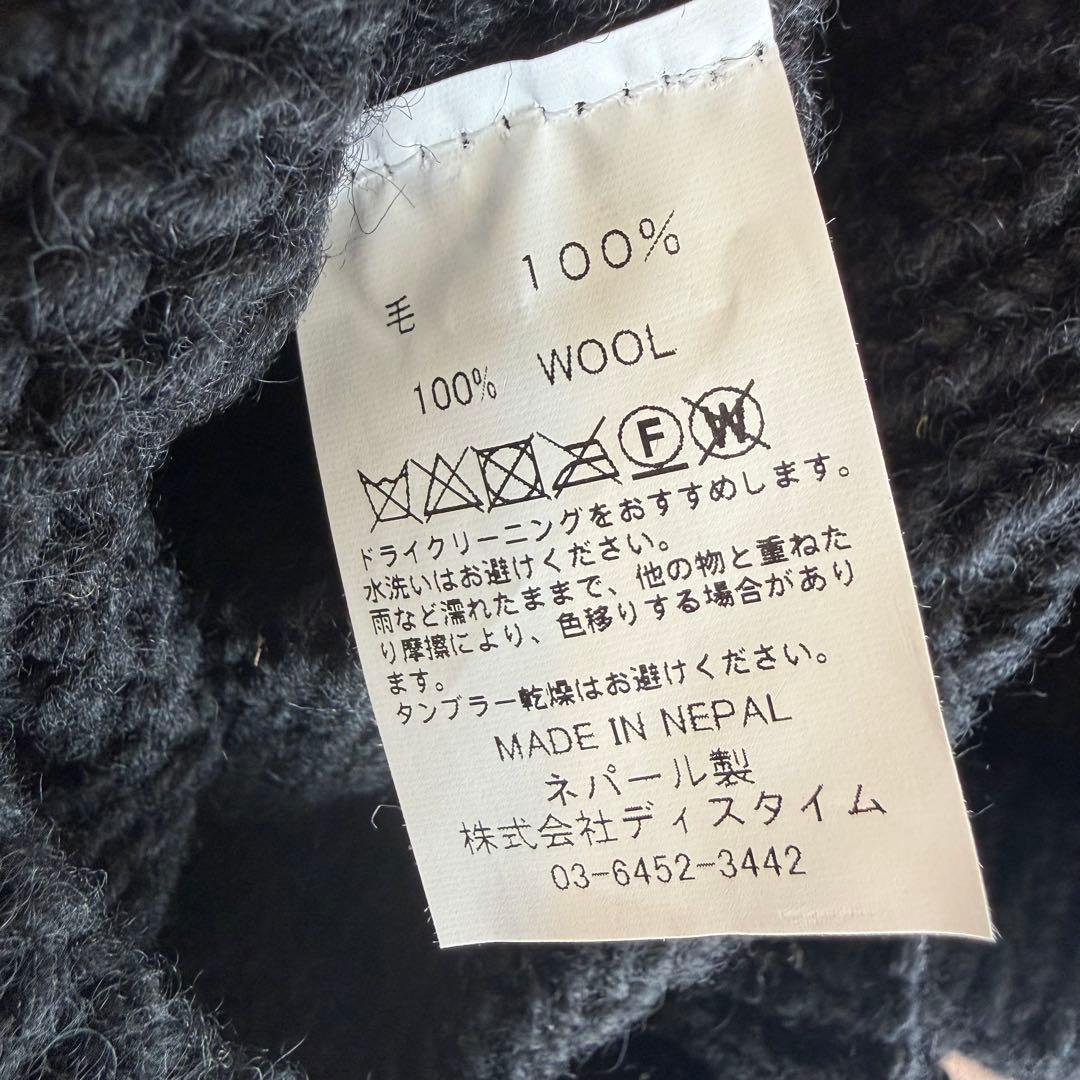 毛 100%
100% WOOL
F W
ドライクリーニングをおすすめします。
水洗いはお避けください。
雨など濡れたままで、他の物と重ねた
り摩擦により、色移りする場合があり
ます。
タンブラー乾燥はお避けください。
MADE IN NEPAL
ネパール製
株式会社ディスタイム
03-6452-3442